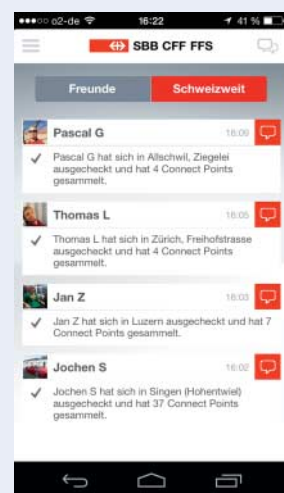 o2-de 16:22 41 %
SBB CFF FFS
Freunde Schweizweit
Pascal G 16:09
Pascal G hat sich in Allschwil, Ziegelei
ausgecheckt und hat 4 Connect Points
gesammelt.
Thomas L 16:05
Thomas L hat sich in Zürich, Freihofstrasse
ausgecheckt und hat 4 Connect Points
gesammelt.
Jan Z 16:03
Jan Z hat sich in Luzern ausgecheckt und hat 7
Connect Points gesammelt.
Jochen S 16:02
Jochen S hat sich in Singen (Hohentwiel)
ausgecheckt und hat 37 Connect Points
gesammelt.